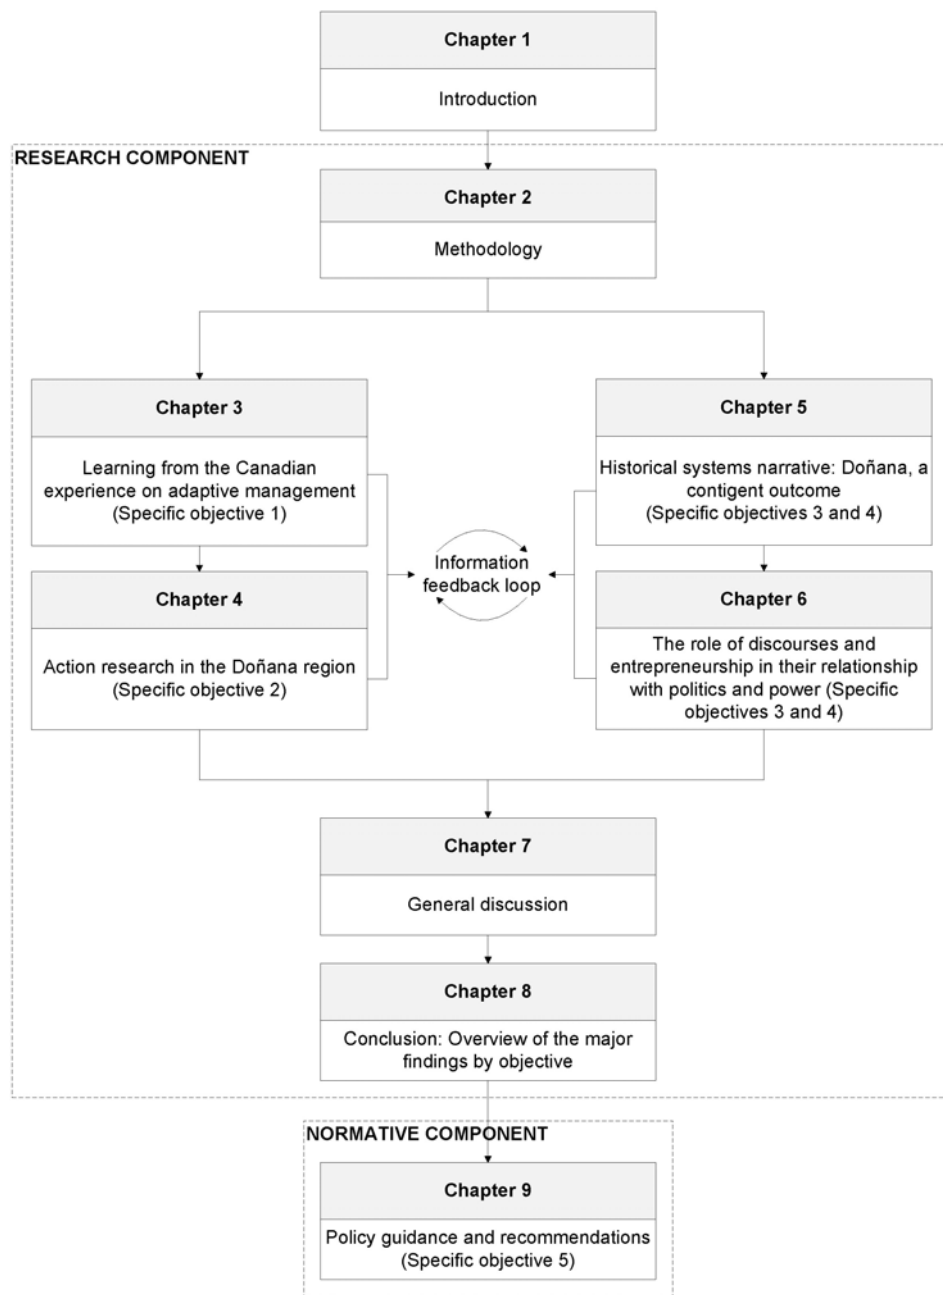 Chapter 1
Introduction
RESEARCH COMPONENT
Chapter 2
Methodology
Chapter 3
Learning from the Canadian
experience on adaptive management
(Specific objective 1)
Chapter 4
Action research in the Doñana region
(Specific objective 2)
Information
feedback loop
Chapter 5
Historical systems narrative: Doñana, a
contigent outcome
(Specific objectives 3 and 4)
Chapter 6
The role of discourses and
entrepreneurship in their relationship
with politics and power (Specific
objectives 3 and 4)
Chapter 7
General discussion
Chapter 8
Conclusion: Overview of the major
findings by objective
NORMATIVE COMPONENT
Chapter 9
Policy guidance and recommendations
(Specific objective 5)